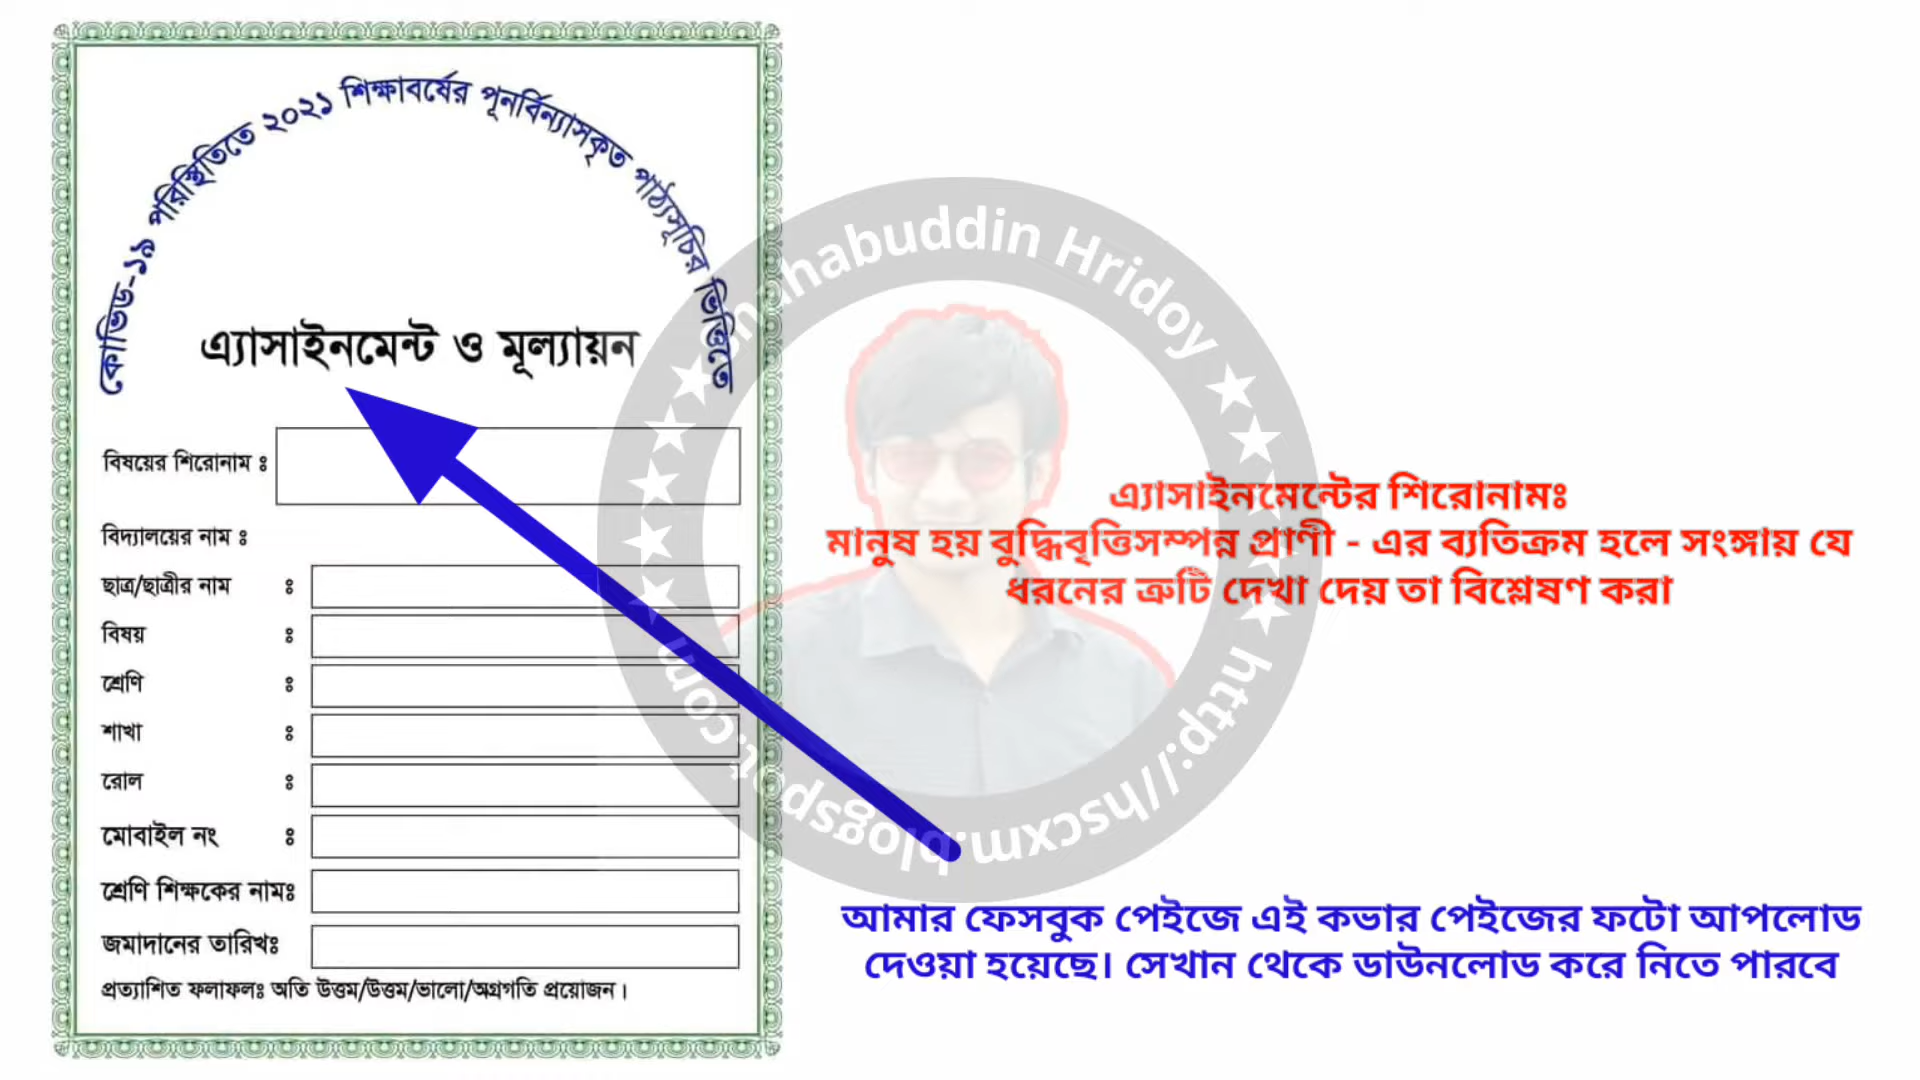 কোভিড-১৯ পরিস্থিতিতে ২০২১ শিক্ষাবর্ষের পূনর্বিন্যাসকৃত পাঠ্যসূচির ভিত্তিতে
এ্যাসাইনমেন্ট ও মূল্যায়ন
বিষয়ের শিরোনাম ঃ
বিদ্যালয়ের নাম ঃ
ছাত্র/ছাত্রীর নাম ঃ
বিষয় ঃ
শ্রেণি ঃ
শাখা ঃ
রোল ঃ
মোবাইল নং ঃ
শ্রেণি শিক্ষকের নামঃ
জমাদানের তারিখঃ
প্রত্যাশিত ফলাফলঃ অতি উত্তম/উত্তম/ভালো/অগ্রগতি প্রয়োজন।
Shahabuddin Hridoy
http://hscxm.blogspot.com
এ্যাসাইনমেন্টের শিরোনামঃ
মানুষ হয় বুদ্ধিবৃত্তিসম্পন্ন প্রাণী - এর ব্যতিক্রম হলে সংঙ্গায় যে
ধরনের ত্রুটি দেখা দেয় তা বিশ্লেষণ করা
আমার ফেসবুক পেইজে এই কভার পেইজের ফটো আপলোড
দেওয়া হয়েছে। সেখান থেকে ডাউনলোড করে নিতে পারবে